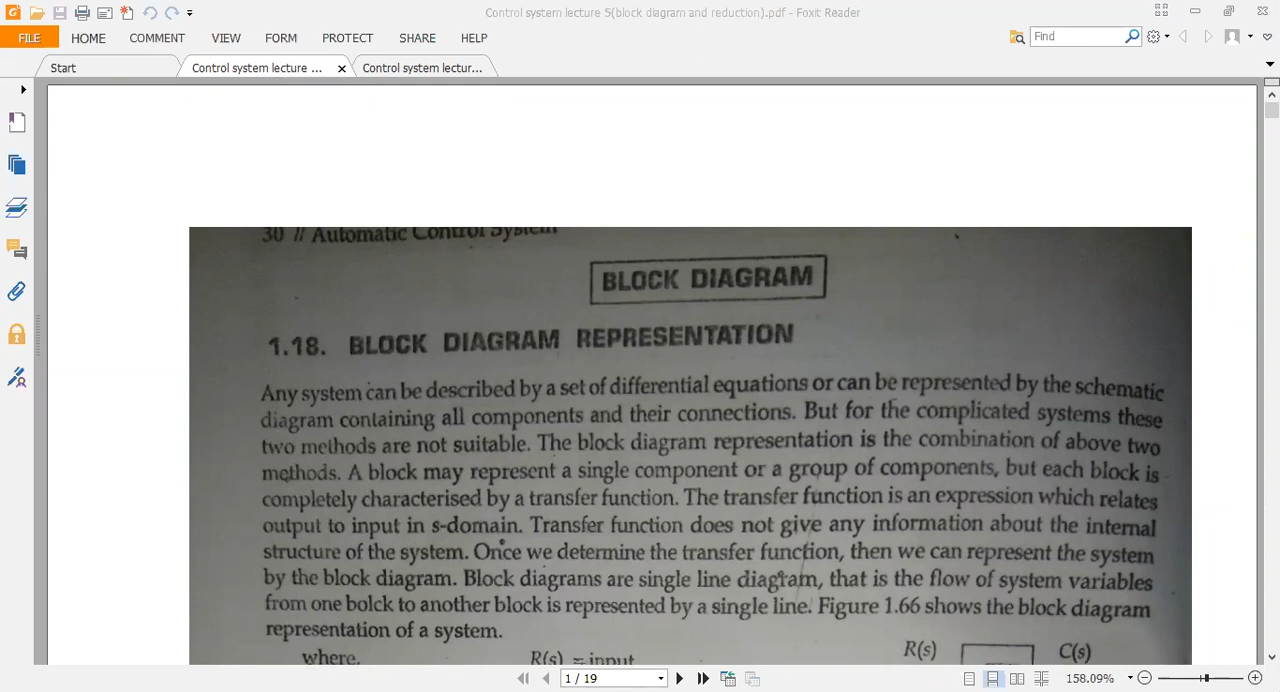 Control system lecture 5(block diagram and reduction).pdf - Foxit Reader
FILE HOME COMMENT VIEW FORM PROTECT SHARE HELP
Find
Start Control system lecture ... Control system lectur...
30 // Automatic Control System
BLOCK DIAGRAM
1.18. BLOCK DIAGRAM REPRESENTATION
Any system can be described by a set of differential equations or can be represented by the schematic
diagram containing all components and their connections. But for the complicated systems these
two methods are not suitable. The block diagram representation is the combination of above two
methods. A block may represent a single component or a group of components, but each block is
completely characterised by a transfer function. The transfer function is an expression which relates
output to input in s-domain. Transfer function does not give any information about the internal
structure of the system. Once we determine the transfer function, then we can represent the system
by the block diagram. Block diagrams are single line diagram, that is the flow of system variables
from one bolck to another block is represented by a single line. Figure 1.66 shows the block diagram
representation of a system.
where, R(s) = input R(s) C(s)
1 / 19 158.09%